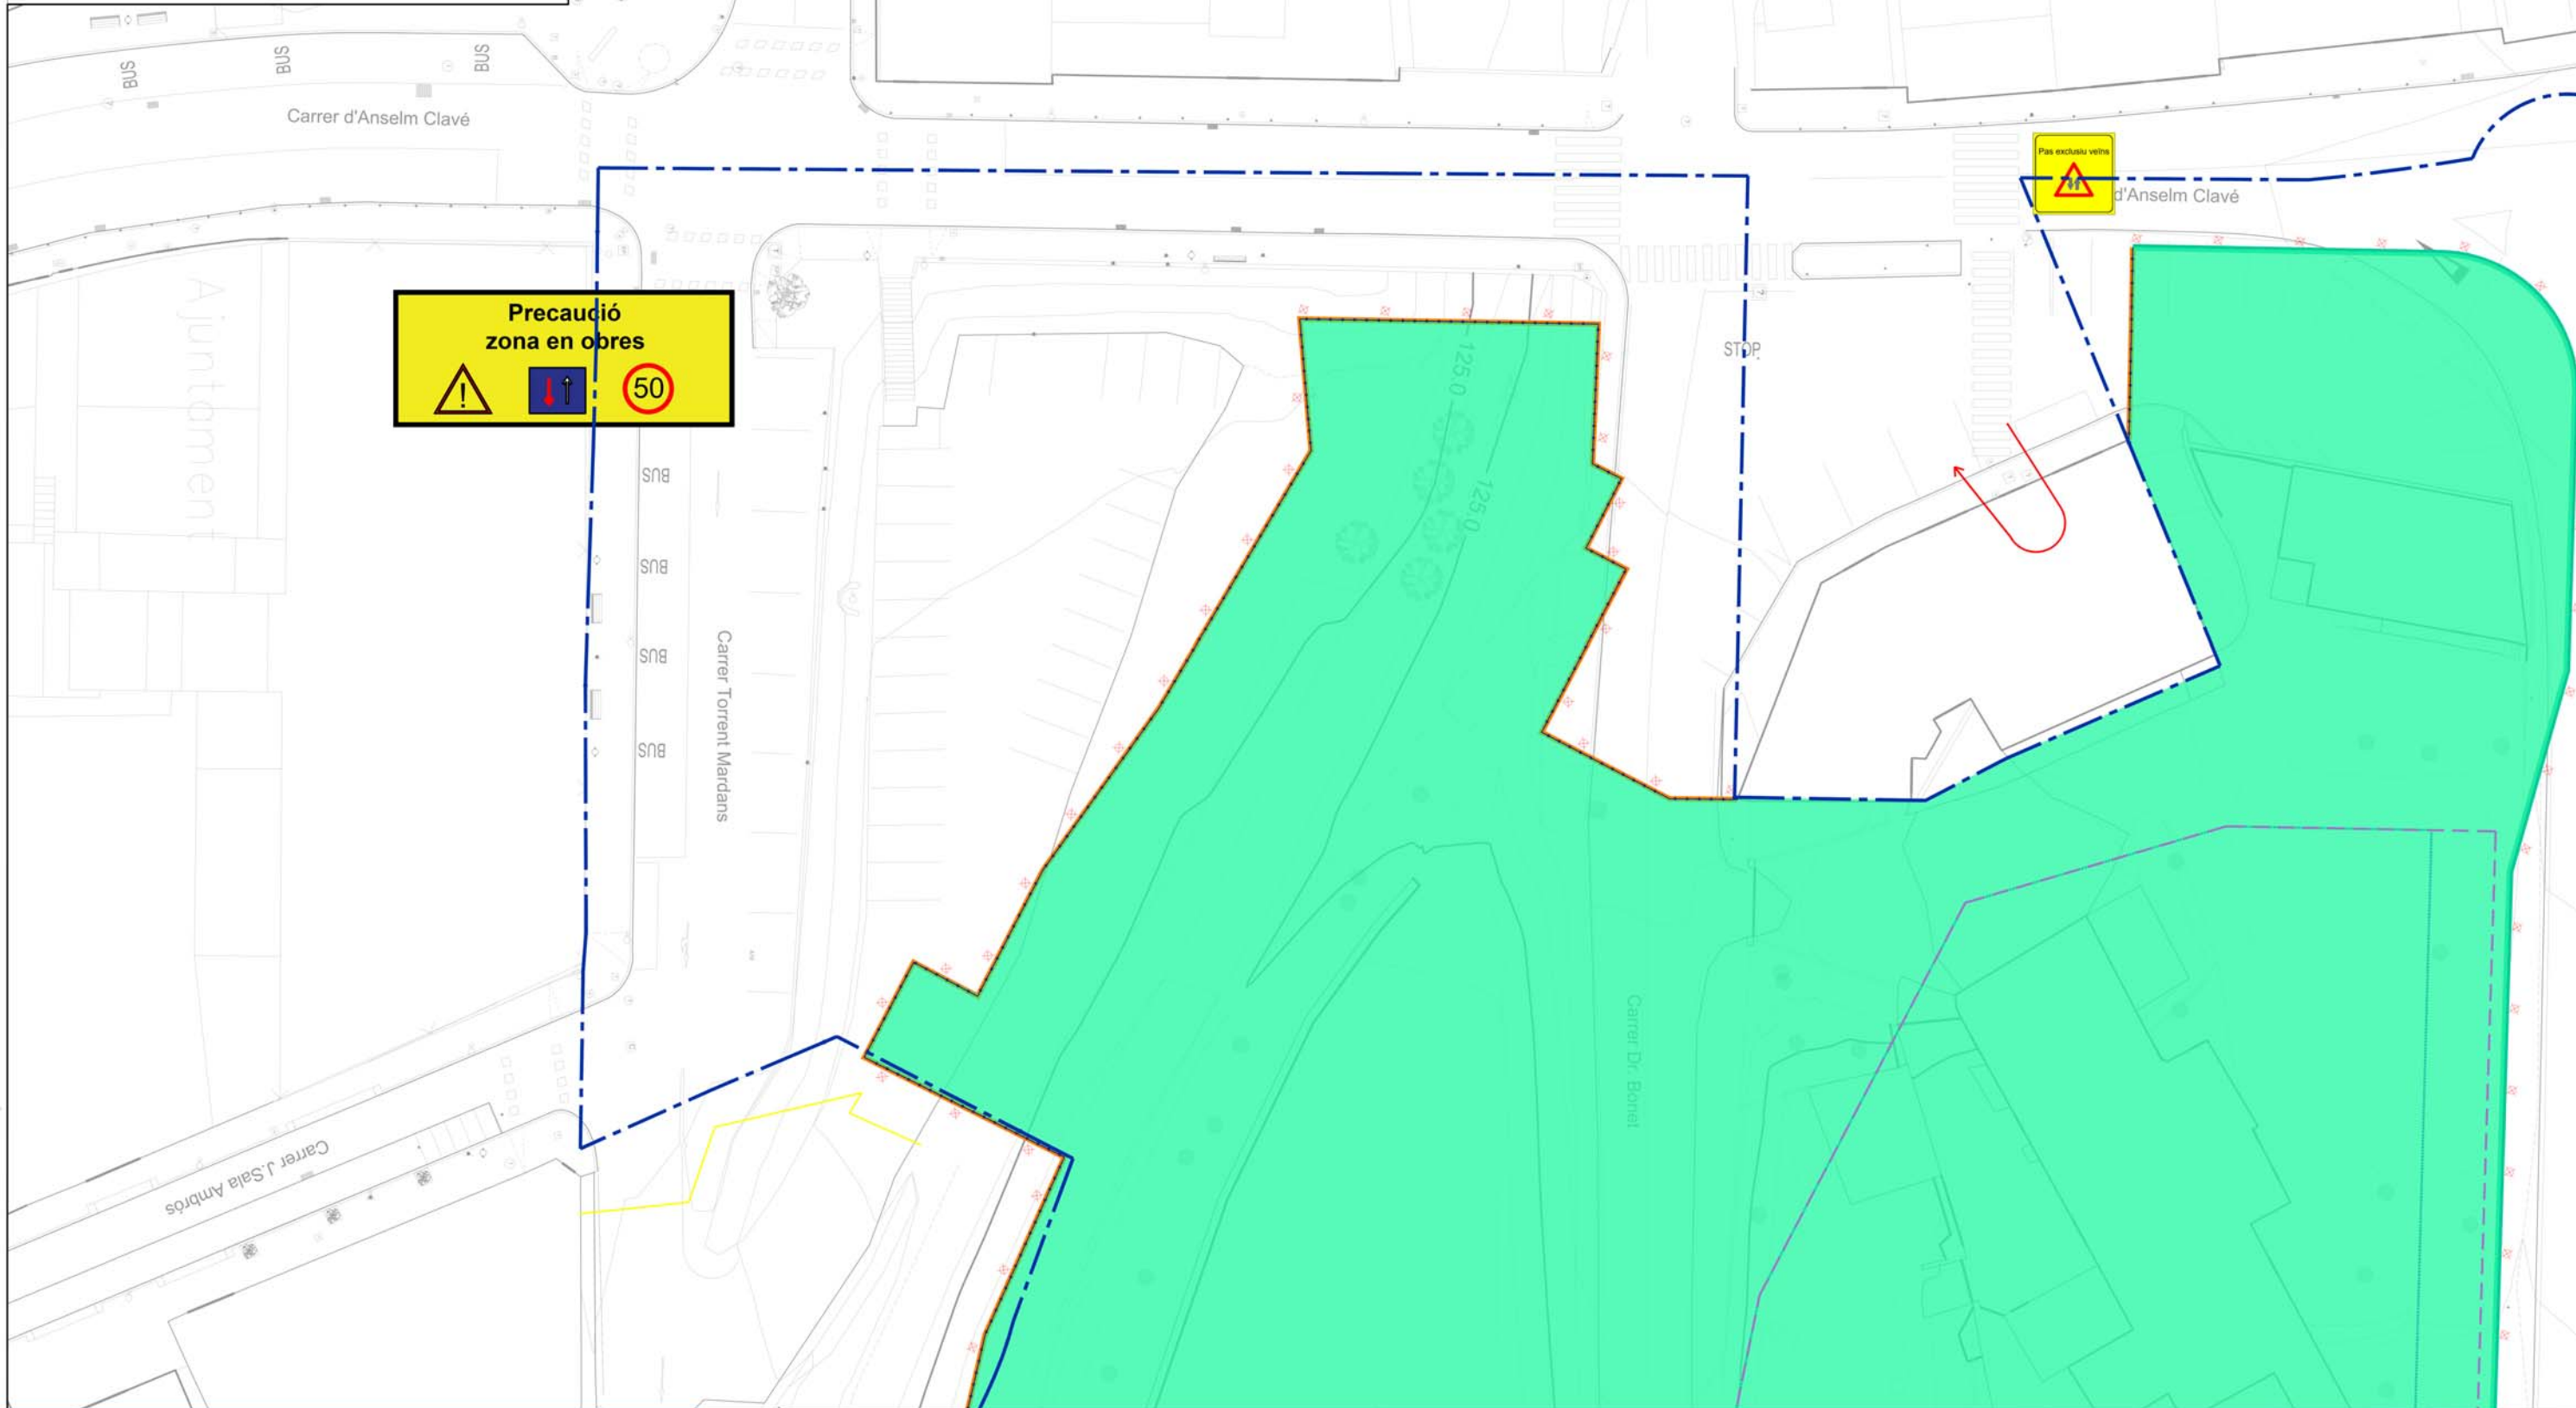 BUS
BUS
BUS
Carrer d'Anselm Clavé
Pas exclusiu veïns
d'Anselm Clavé
Ajuntament
Precaució
zona en obres
!
50
STOP
125.0
125.0
BUS
BUS
BUS
BUS
Carrer Torrent Mardans
Carrer Dr. Bonet
Carrer J.Sala Ambrós